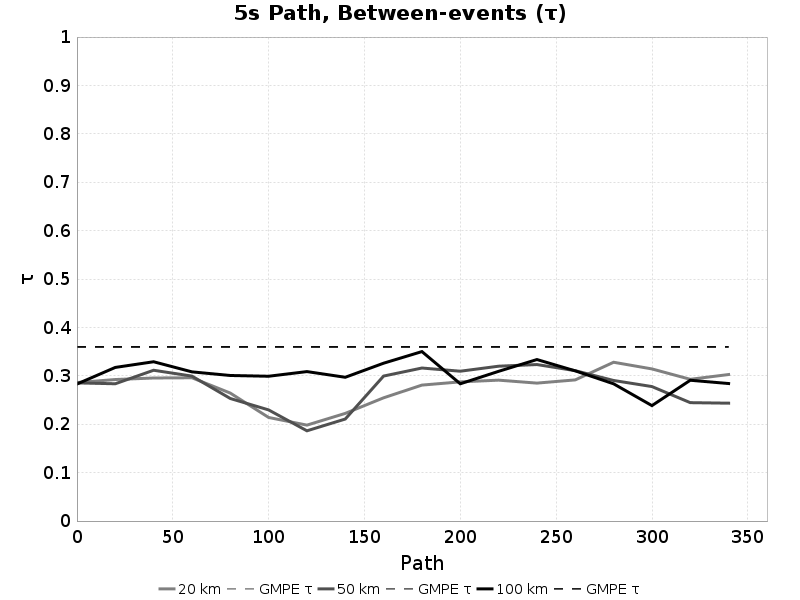 5s Path, Between-events (τ)
1
0.9
0.8
0.7
0.6
τ
0.5
0.4
0.3
0.2
0.1
0
0 50 100 150 200 250 300 350
Path
20 km GMPE τ 50 km GMPE τ 100 km GMPE τ